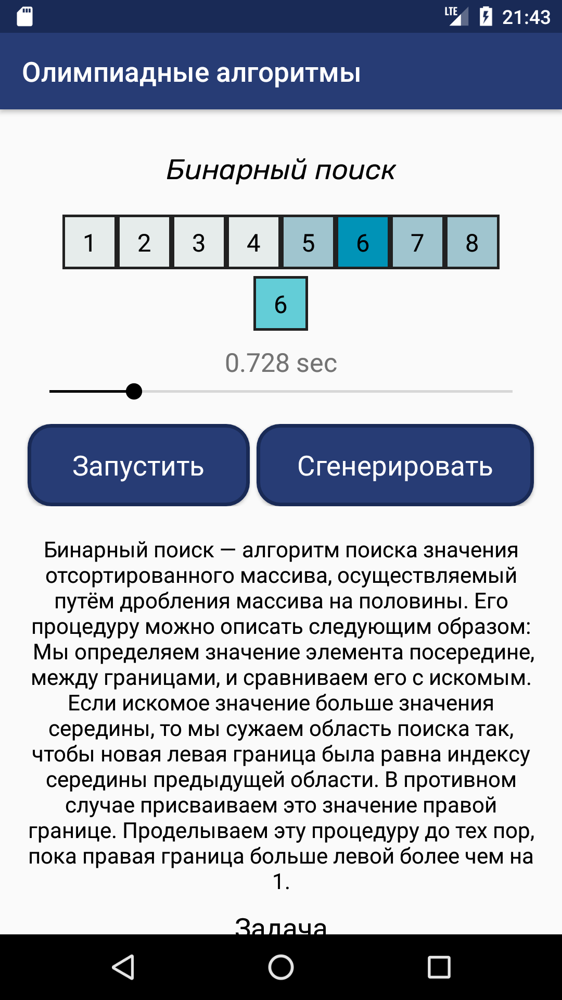 LTE 21:43
Олимпиадные алгоритмы
Бинарный поиск
1 2 3 4 5 6 7 8
6
0.728 sec
Запустить Сгенерировать
Бинарный поиск — алгоритм поиска значения
отсортированного массива, осуществляемый
путём дробления массива на половины. Его
процедуру можно описать следующим образом:
Мы определяем значение элемента посередине,
между границами, и сравниваем его с искомым.
Если искомое значение больше значения
середины, то мы сужаем область поиска так,
чтобы новая левая граница была равна индексу
середины предыдущей области. В противном
случае присваиваем это значение правой
границе. Проделываем эту процедуру до тех пор,
пока правая граница больше левой более чем на
1.
Задача